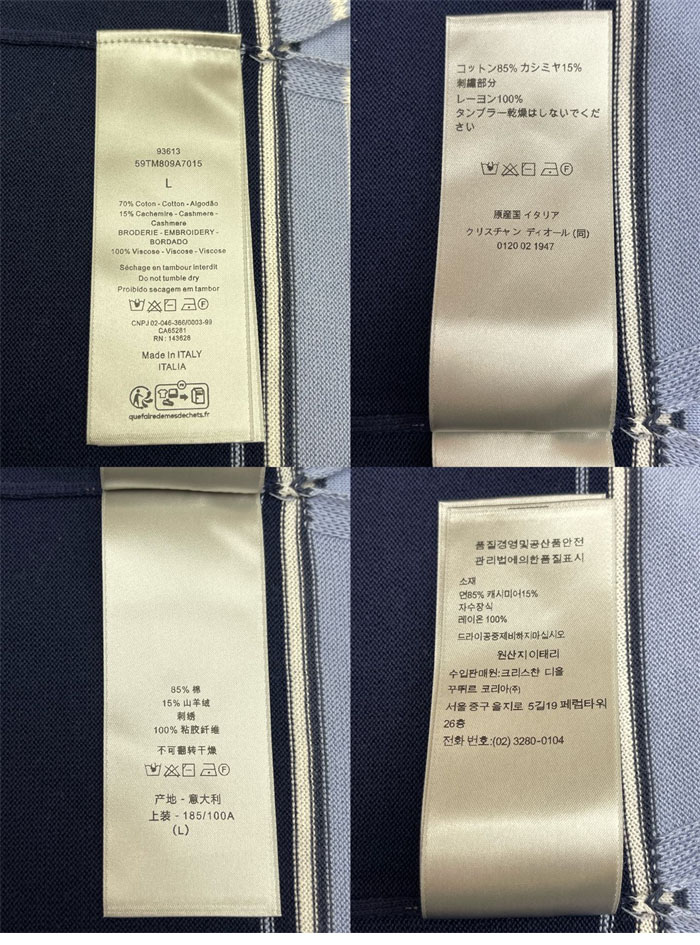 93613
59TM809A7015
L
70% Coton - Cotton - Algodão
15% Cachemire - Cashmere -
Cashmere
BRODERIE - EMBROIDERY -
BORDADO
100% Viscose - Viscose - Viscose
Séchage en tambour interdit
Do not tumble dry
Proibido secagem em tambor
CNPJ 02-046-366/0003-99
CA65281
RN: 143628
Made in ITALY
ITALIA
quefairedemesdechets.fr
コットン85% カシミヤ15%
刺繍部分
レーヨン100%
タンブラー乾燥はしないでくだ
さい
原産国 イタリア
クリスチャン ディオール (同)
0120 02 1947
85% 棉
15% 山羊绒
刺绣
100% 粘胶纤维
不可翻转干燥
产地 - 意大利
上装 - 185/100A
(L)
품질경영및공산품안전
관리법에의한품질표시
소재
면85% 캐시미어15%
자수장식
레이온 100%
드라이공중제비하지마십시오
원산지이태리
수입판매원:크리스챤 디올
꾸뛰르 코리아(주)
서울 중구 을지로 5길19 페럼타워
26층
전화 번호:(02) 3280-0104